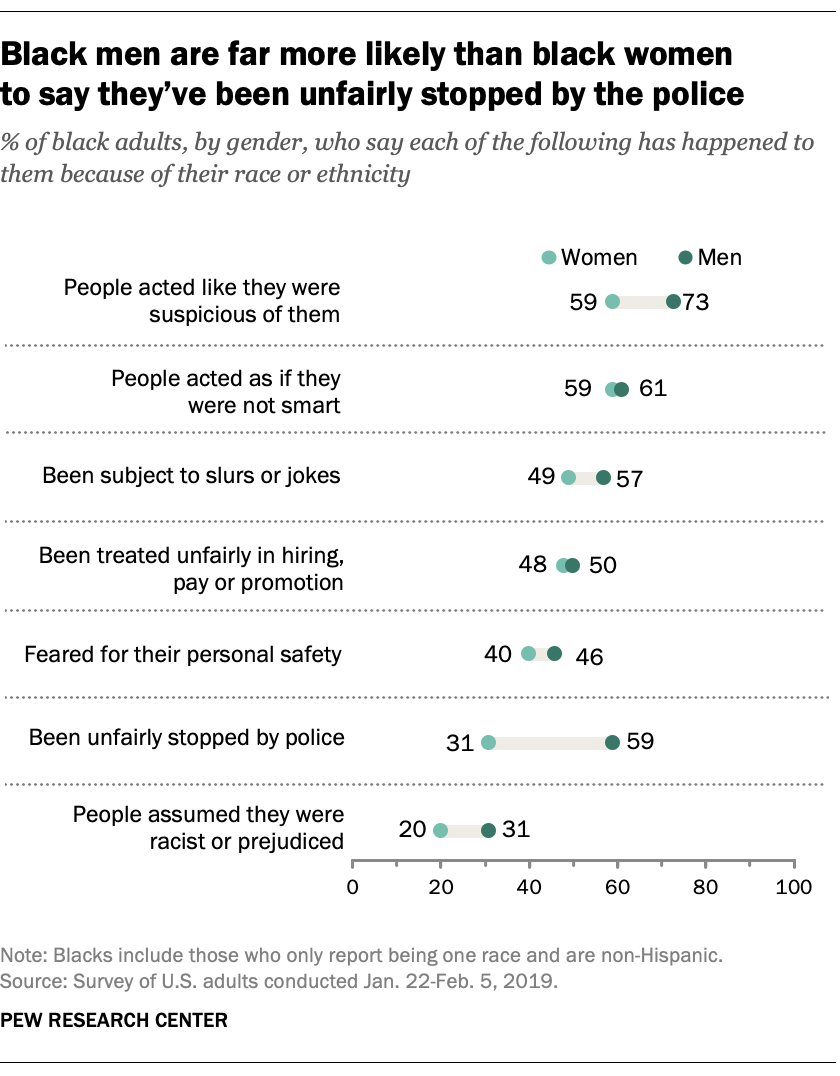 Black men are far more likely than black women
to say they’ve been unfairly stopped by the police
% of black adults, by gender, who say each of the following has happened to
them because of their race or ethnicity
Women Men
People acted like they were
suspicious of them
59 73
People acted as if they
were not smart
59 61
Been subject to slurs or jokes
49 57
Been treated unfairly in hiring,
pay or promotion
48 50
Feared for their personal safety
40 46
Been unfairly stopped by police
31 59
People assumed they were
racist or prejudiced
20 31
0 20 40 60 80 100
Note: Blacks include those who only report being one race and are non-Hispanic.
Source: Survey of U.S. adults conducted Jan. 22-Feb. 5, 2019.
PEW RESEARCH CENTER